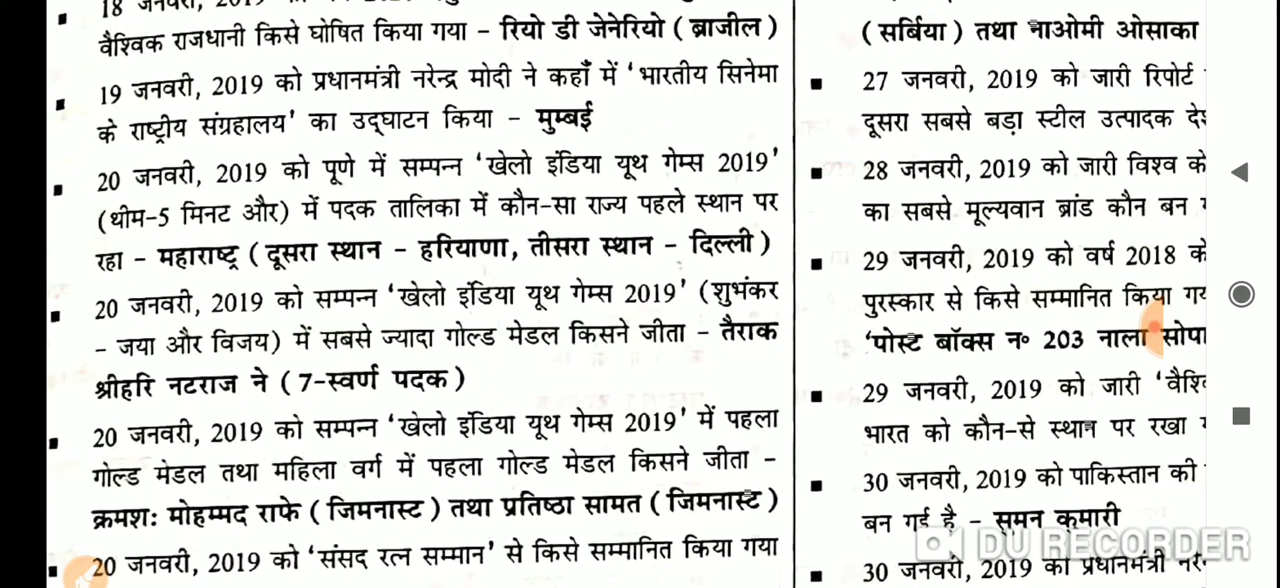 18 जनवरी, 2019
वैश्विक राजधानी किसे घोषित किया गया – रियो डी जेनेरियो (ब्राजील)
19 जनवरी, 2019 को प्रधानमंत्री नरेन्द्र मोदी ने कहाँ में ‘भारतीय सिनेमा
के राष्ट्रीय संग्रहालय’ का उद्घाटन किया – मुम्बई
20 जनवरी, 2019 को पूणे में सम्पन्न ‘खेलो इंडिया यूथ गेम्स 2019’
(थीम-5 मिनट और) में पदक तालिका में कौन-सा राज्य पहले स्थान पर
रहा – महाराष्ट्र (दूसरा स्थान – हरियाणा, तीसरा स्थान – दिल्ली)
20 जनवरी, 2019 को सम्पन्न ‘खेलो इंडिया यूथ गेम्स 2019’ (शुभंकर
– जया और विजय) में सबसे ज्यादा गोल्ड मेडल किसने जीता – तैराक
श्रीहरि नटराज ने (7-स्वर्ण पदक)
20 जनवरी, 2019 को सम्पन्न ‘खेलो इंडिया यूथ गेम्स 2019’ में पहला
गोल्ड मेडल तथा महिला वर्ग में पहला गोल्ड मेडल किसने जीता –
क्रमशः मोहम्मद राफे (जिमनास्ट) तथा प्रतिष्ठा सामत (जिमनास्ट)
20 जनवरी, 2019 को ‘संसद रत्न सम्मान’ से किसे सम्मानित किया गया
(सर्बिया) तथा नाओमी ओसाका
27 जनवरी, 2019 को जारी रिपोर्ट
दूसरा सबसे बड़ा स्टील उत्पादक
28 जनवरी, 2019 को जारी विश्व के
का सबसे मूल्यवान ब्रांड कौन बन
29 जनवरी, 2019 को वर्ष 2018
पुरस्कार से किसे सम्मानित किया
‘पोस्ट बॉक्स न० 203 नाला सोपा
29 जनवरी, 2019 को जारी
भारत को कौन-से स्थान पर रखा
30 जनवरी, 2019 को पाकिस्तान की
बन गई है – सुमन कुमारी
30 जनवरी, 2019 को प्रधानमंत्री
DU RECORDER